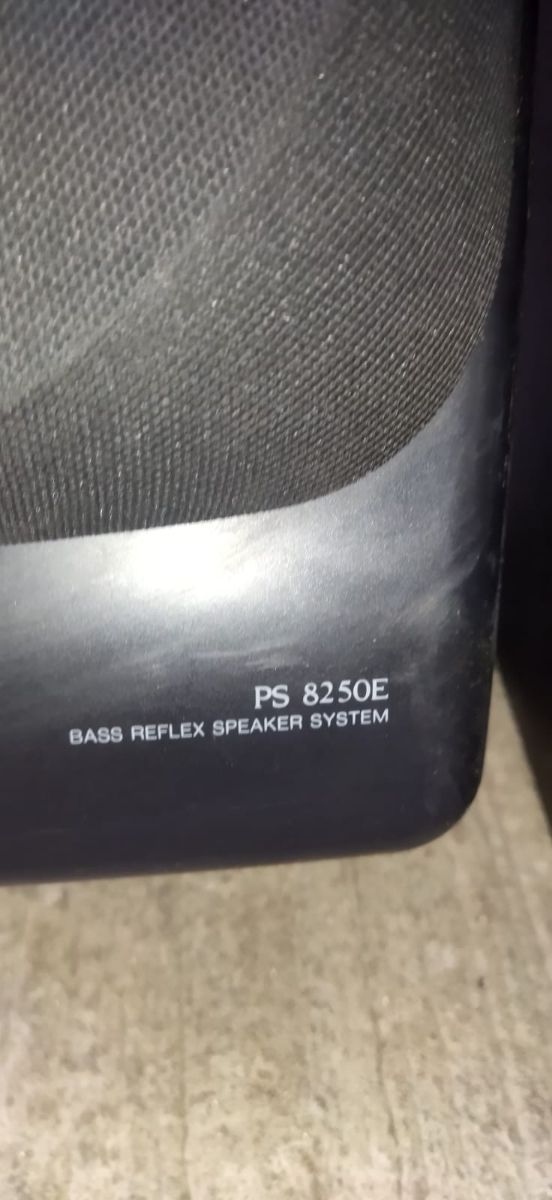 PS 8250E
BASS REFLEX SPEAKER SYSTEM